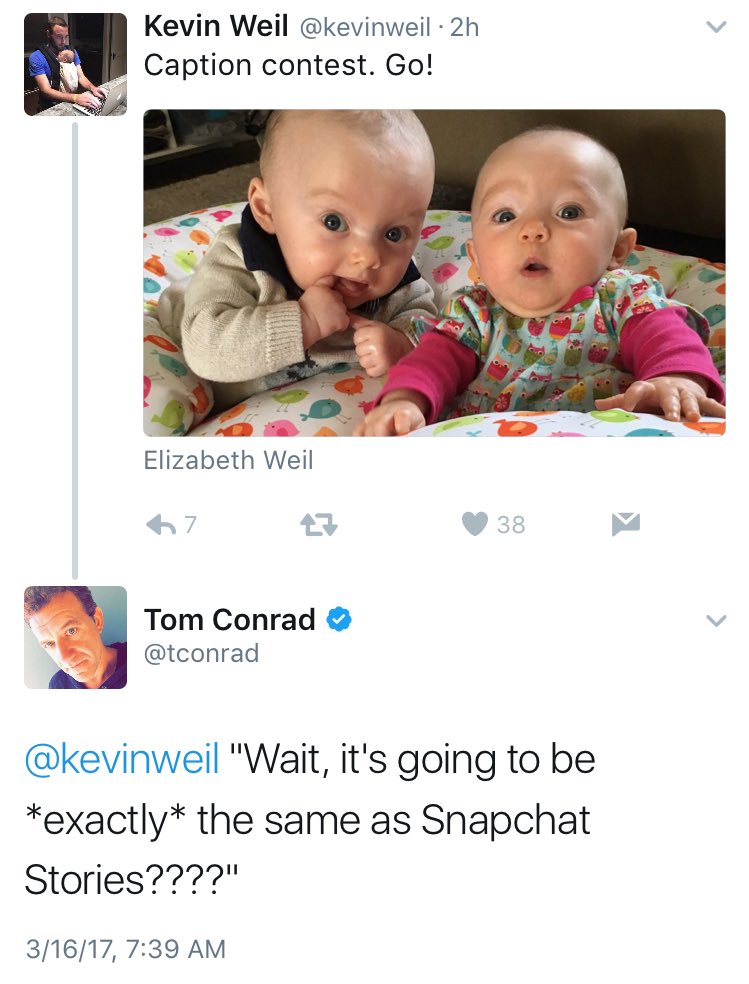 Kevin Weil @kevinweil · 2h
Caption contest. Go!
Elizabeth Weil
7
38
Tom Conrad
@tconrad
@kevinweil "Wait, it's going to be
*exactly* the same as Snapchat
Stories????"
3/16/17, 7:39 AM